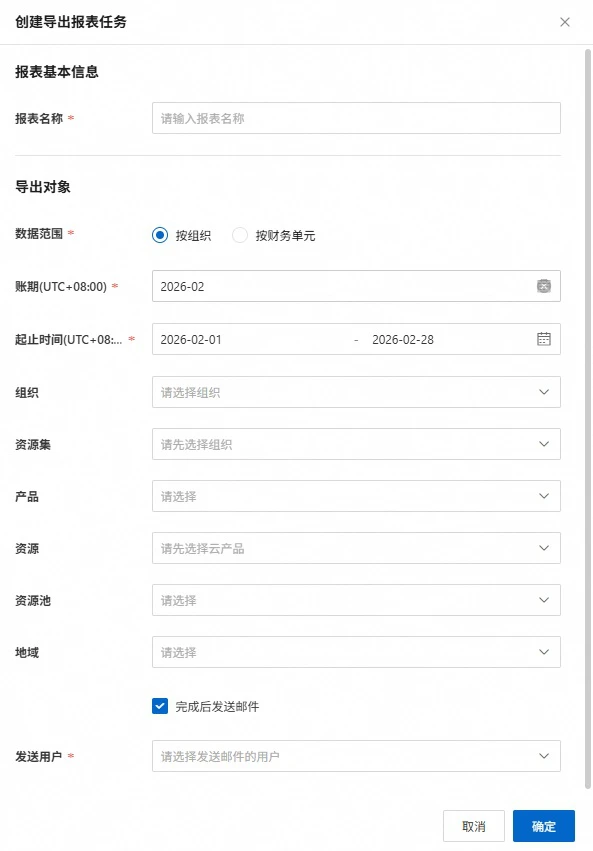 创建导出报表任务
报表基本信息
报表名称 * 请输入报表名称
导出对象
数据范围 * 按组织 按财务单元
账期(UTC+08:00) * 2026-02
起止时间(UTC+08:... * 2026-02-01 - 2026-02-28
组织 请选择组织
资源集 请先选择组织
产品 请选择
资源 请先选择云产品
资源池 请选择
地域 请选择
完成后发送邮件
发送用户 * 请选择发送邮件的用户
取消 确定